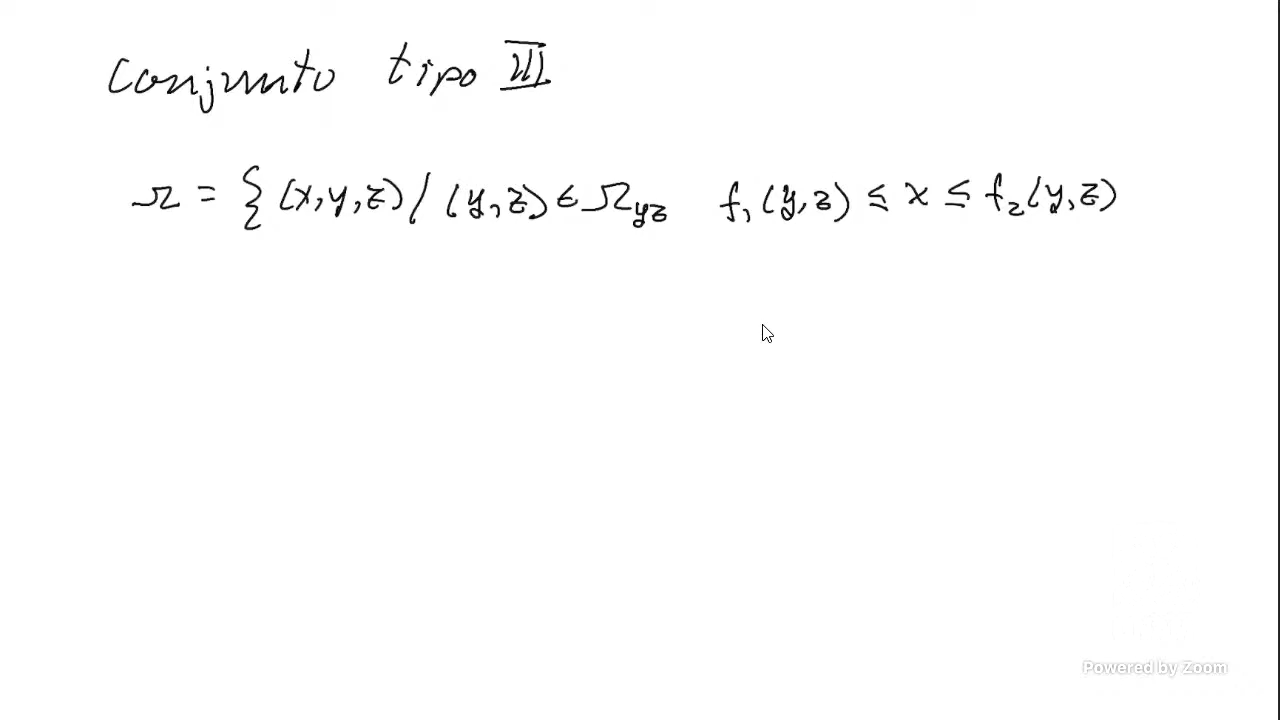 Conjunto tipo III
Ω = { (x,y,z) / (y,z) ∈ Ω_yz f₁(y,z) ≤ x ≤ f₂(y,z)
Powered by Zoom